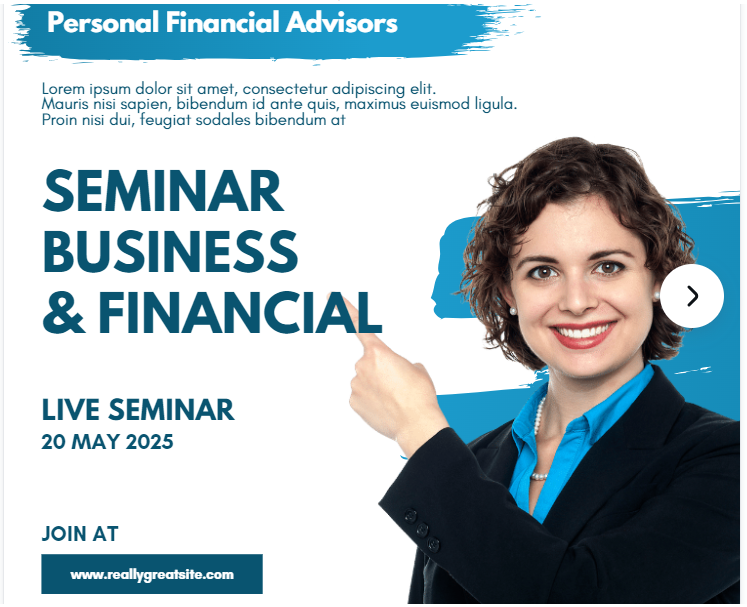 Personal Financial Advisors
Lorem ipsum dolor sit amet, consectetur adipiscing elit.
Mauris nisi sapien, bibendum id ante quis, maximus euismod ligula.
Proin nisi dui, feugiat sodales bibendum at
SEMINAR
BUSINESS
& FINANCIAL
LIVE SEMINAR
20 MAY 2025
JOIN AT
www.reallygreatsite.com